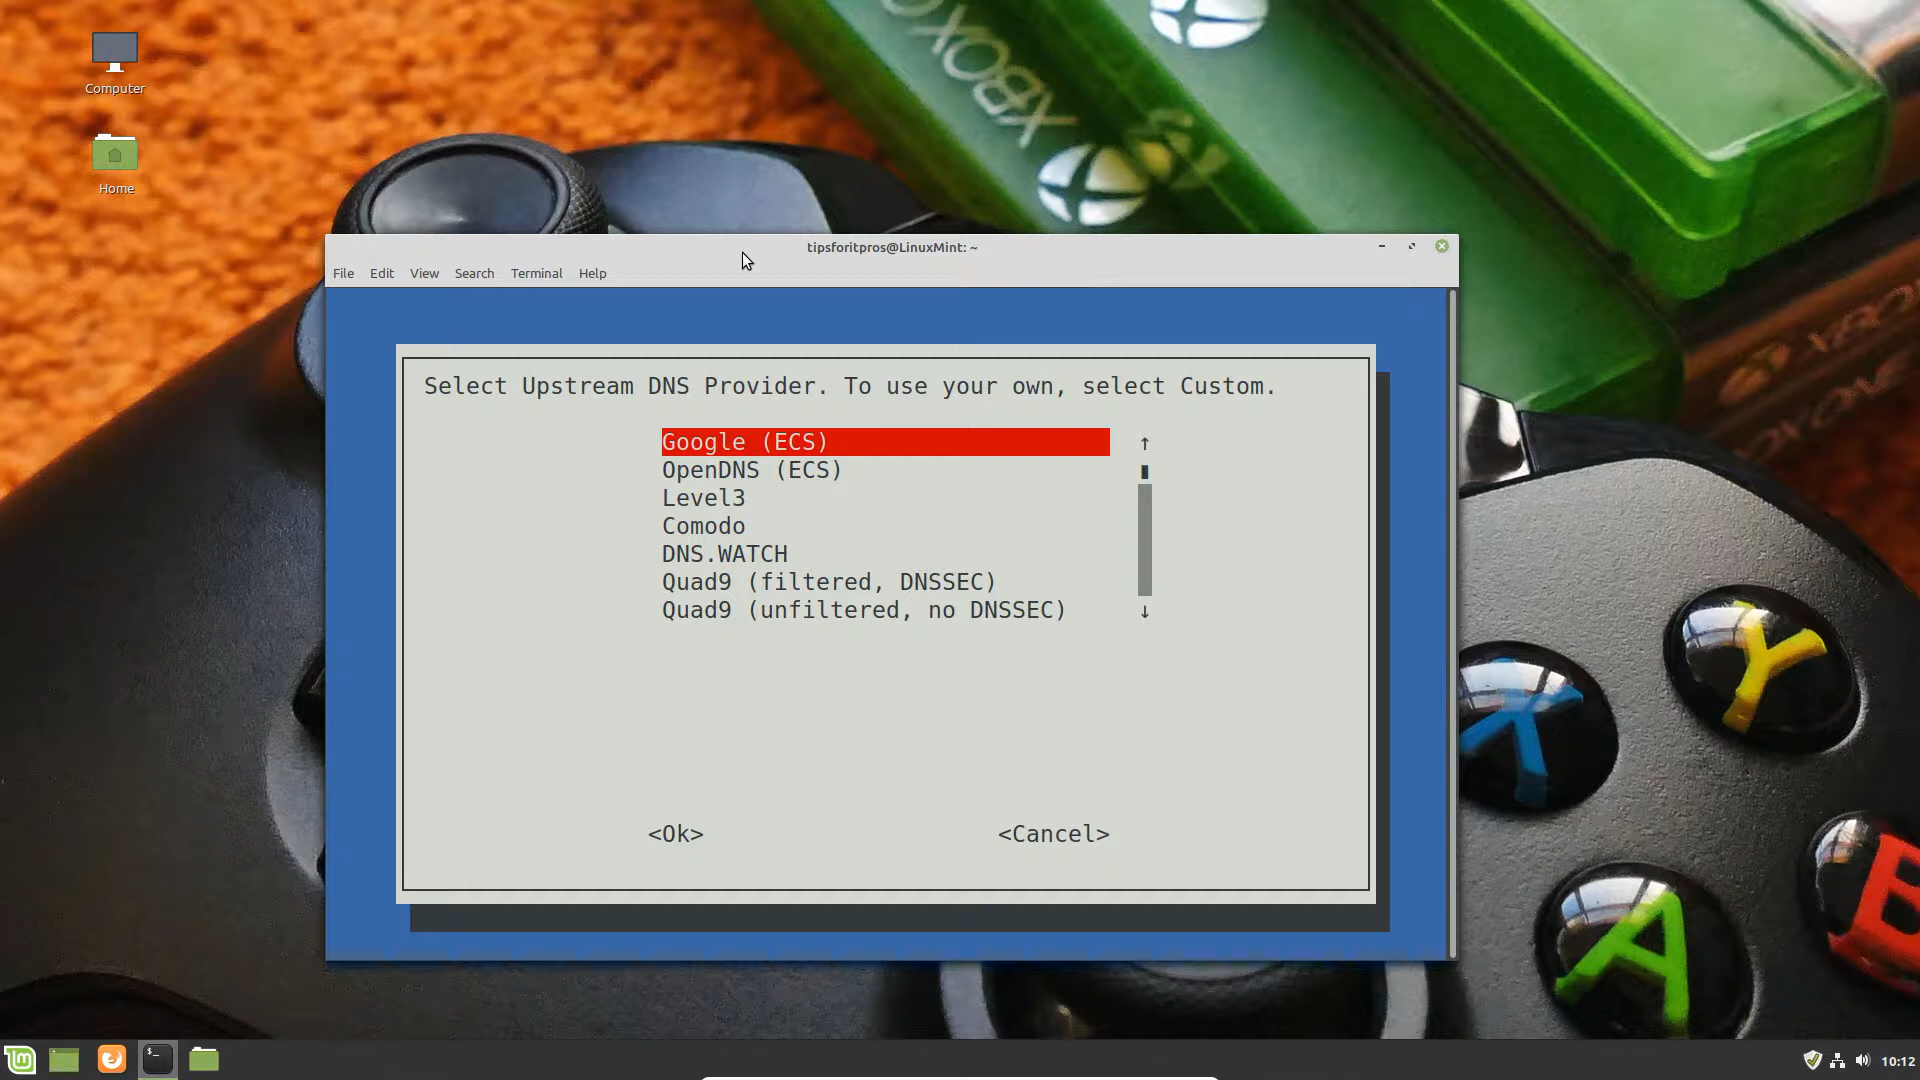 XBOX
Computer
Home
tipsforitpros@LinuxMint: ~
File Edit View Search Terminal Help
Select Upstream DNS Provider. To use your own, select Custom.
Google (ECS) ↑
OpenDNS (ECS)
Level3
Comodo
DNS.WATCH
Quad9 (filtered, DNSSEC)
Quad9 (unfiltered, no DNSSEC) ↓
<Ok> <Cancel>
Y
X
B
A
10:12